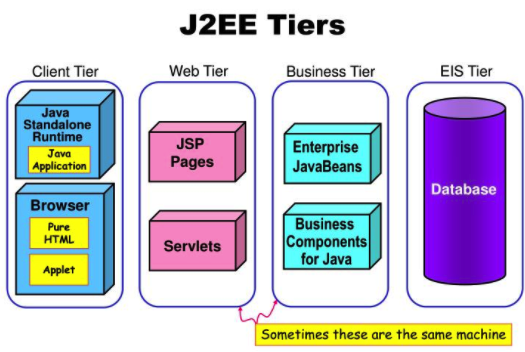 J2EE Tiers
Client Tier
Web Tier
Business Tier
EIS Tier
Java
Standalone
Runtime
Java
Application
Browser
Pure
HTML
Applet
JSP
Pages
Servlets
Enterprise
JavaBeans
Business
Components
for Java
Database
Sometimes these are the same machine